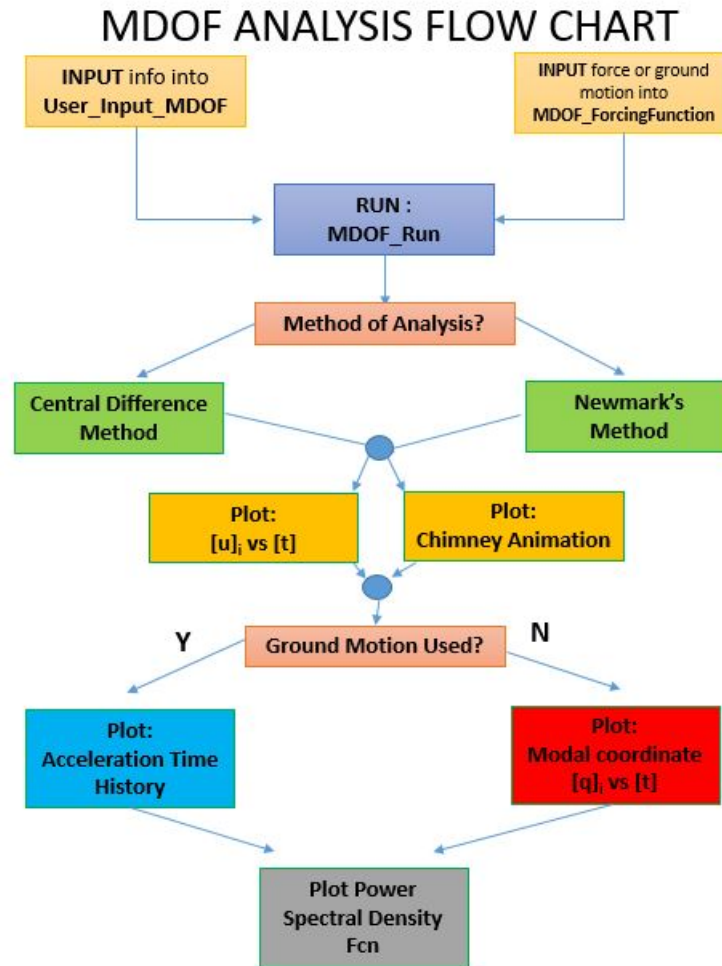 MDOF ANALYSIS FLOW CHART
INPUT info into
User_Input_MDOF
INPUT force or ground
motion into
MDOF_ForcingFunction
RUN :
MDOF_Run
Method of Analysis?
Central Difference
Method
Newmark's
Method
Plot:
[u]ᵢ vs [t]
Plot:
Chimney Animation
Ground Motion Used?
Y
N
Plot:
Acceleration Time
History
Plot:
Modal coordinate
[q]ᵢ vs [t]
Plot Power
Spectral Density
Fcn